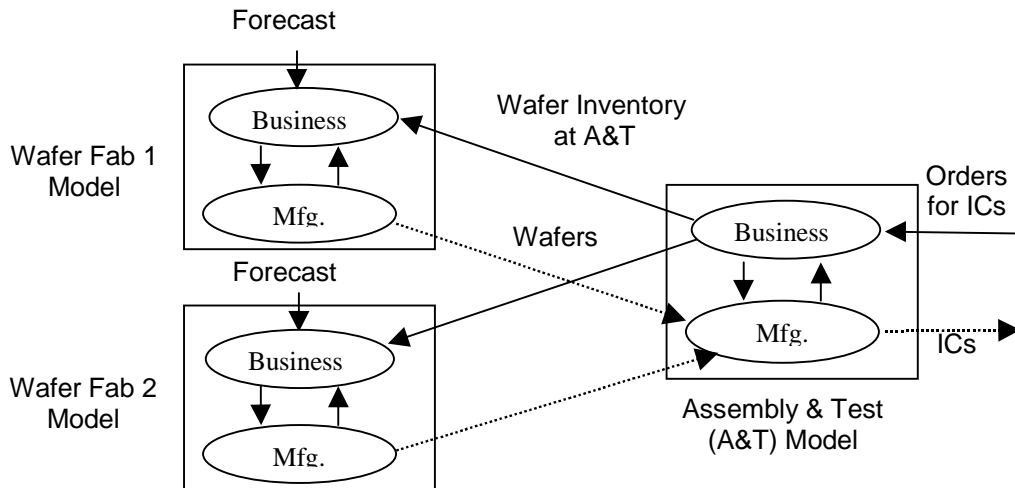 Forecast
Business
Wafer Fab 1
Model
Mfg.
Wafer Inventory
at A&T
Wafers
Orders
for ICs
Business
Mfg.
ICs
Assembly & Test
(A&T) Model
Forecast
Business
Wafer Fab 2
Model
Mfg.